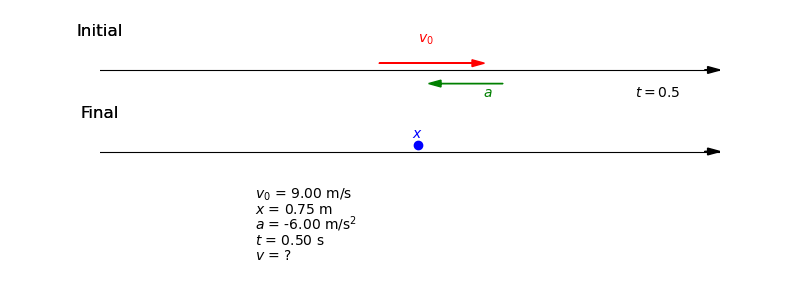 Initial
v₀
a
t = 0.5
Final
x
v₀ = 9.00 m/s
x = 0.75 m
a = -6.00 m/s²
t = 0.50 s
v = ?